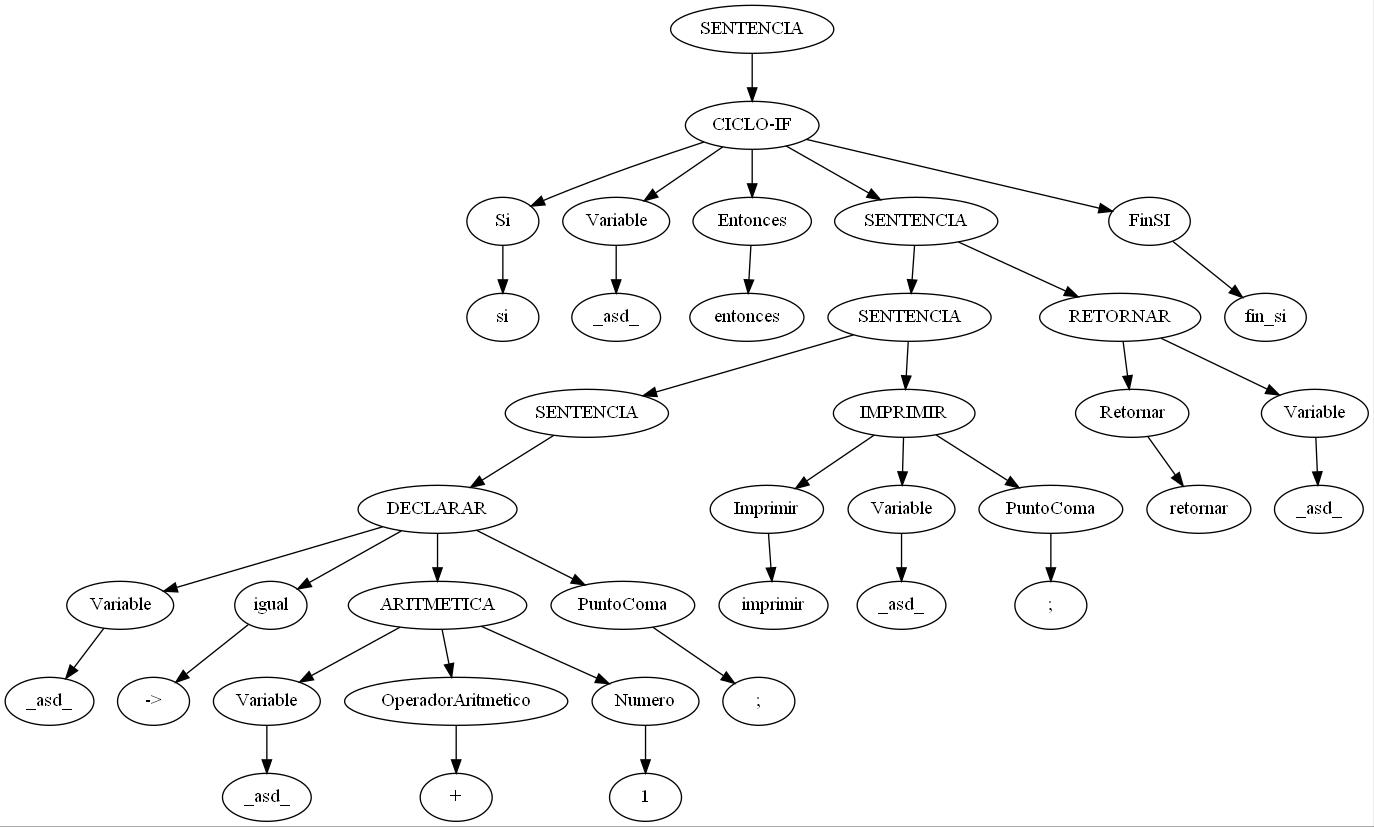 SENTENCIA
CICLO-IF
Si Variable Entonces SENTENCIA FinSI
si _asd_ entonces SENTENCIA RETORNAR fin_si
SENTENCIA IMPRIMIR Retornar Variable
DECLARAR Imprimir Variable PuntoComa retornar _asd_
Variable igual ARITMETICA PuntoComa imprimir _asd_ ;
_asd_ -> Variable OperadorAritmetico Numero ;
_asd_ + 1